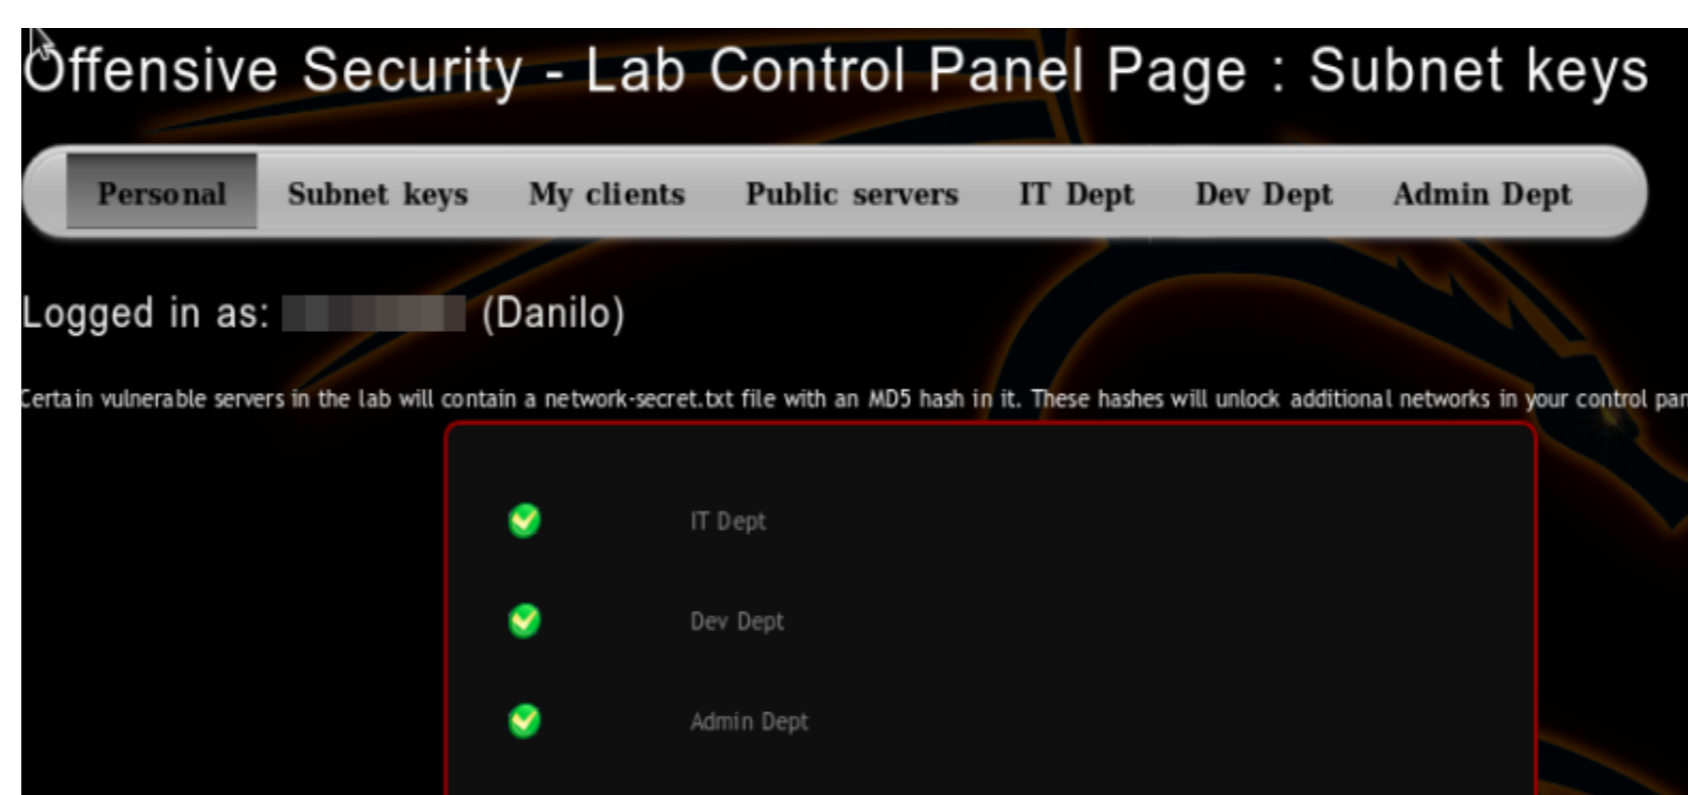 Offensive Security - Lab Control Panel Page : Subnet keys
Personal Subnet keys My clients Public servers IT Dept Dev Dept Admin Dept
Logged in as: (Danilo)
Certain vulnerable servers in the lab will contain a network-secret.txt file with an MD5 hash in it. These hashes will unlock additional networks in your control pan
IT Dept
Dev Dept
Admin Dept